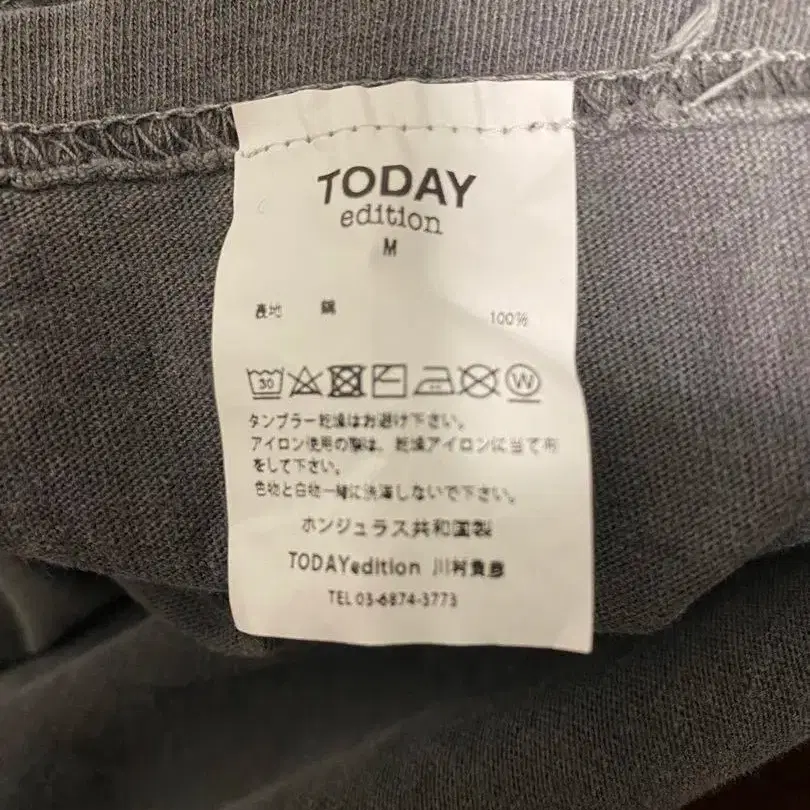 TODAY
edition
M
表地 綿 100%
30 W
タンブラー乾燥はお避け下さい。
アイロン使用の際は、乾燥アイロンに当て布
をして下さい。
色物と白物一緒に洗濯しないで下さい。
ホンジュラス共和国製
TODAYedition 川村貴彦
TEL 03-6874-3773